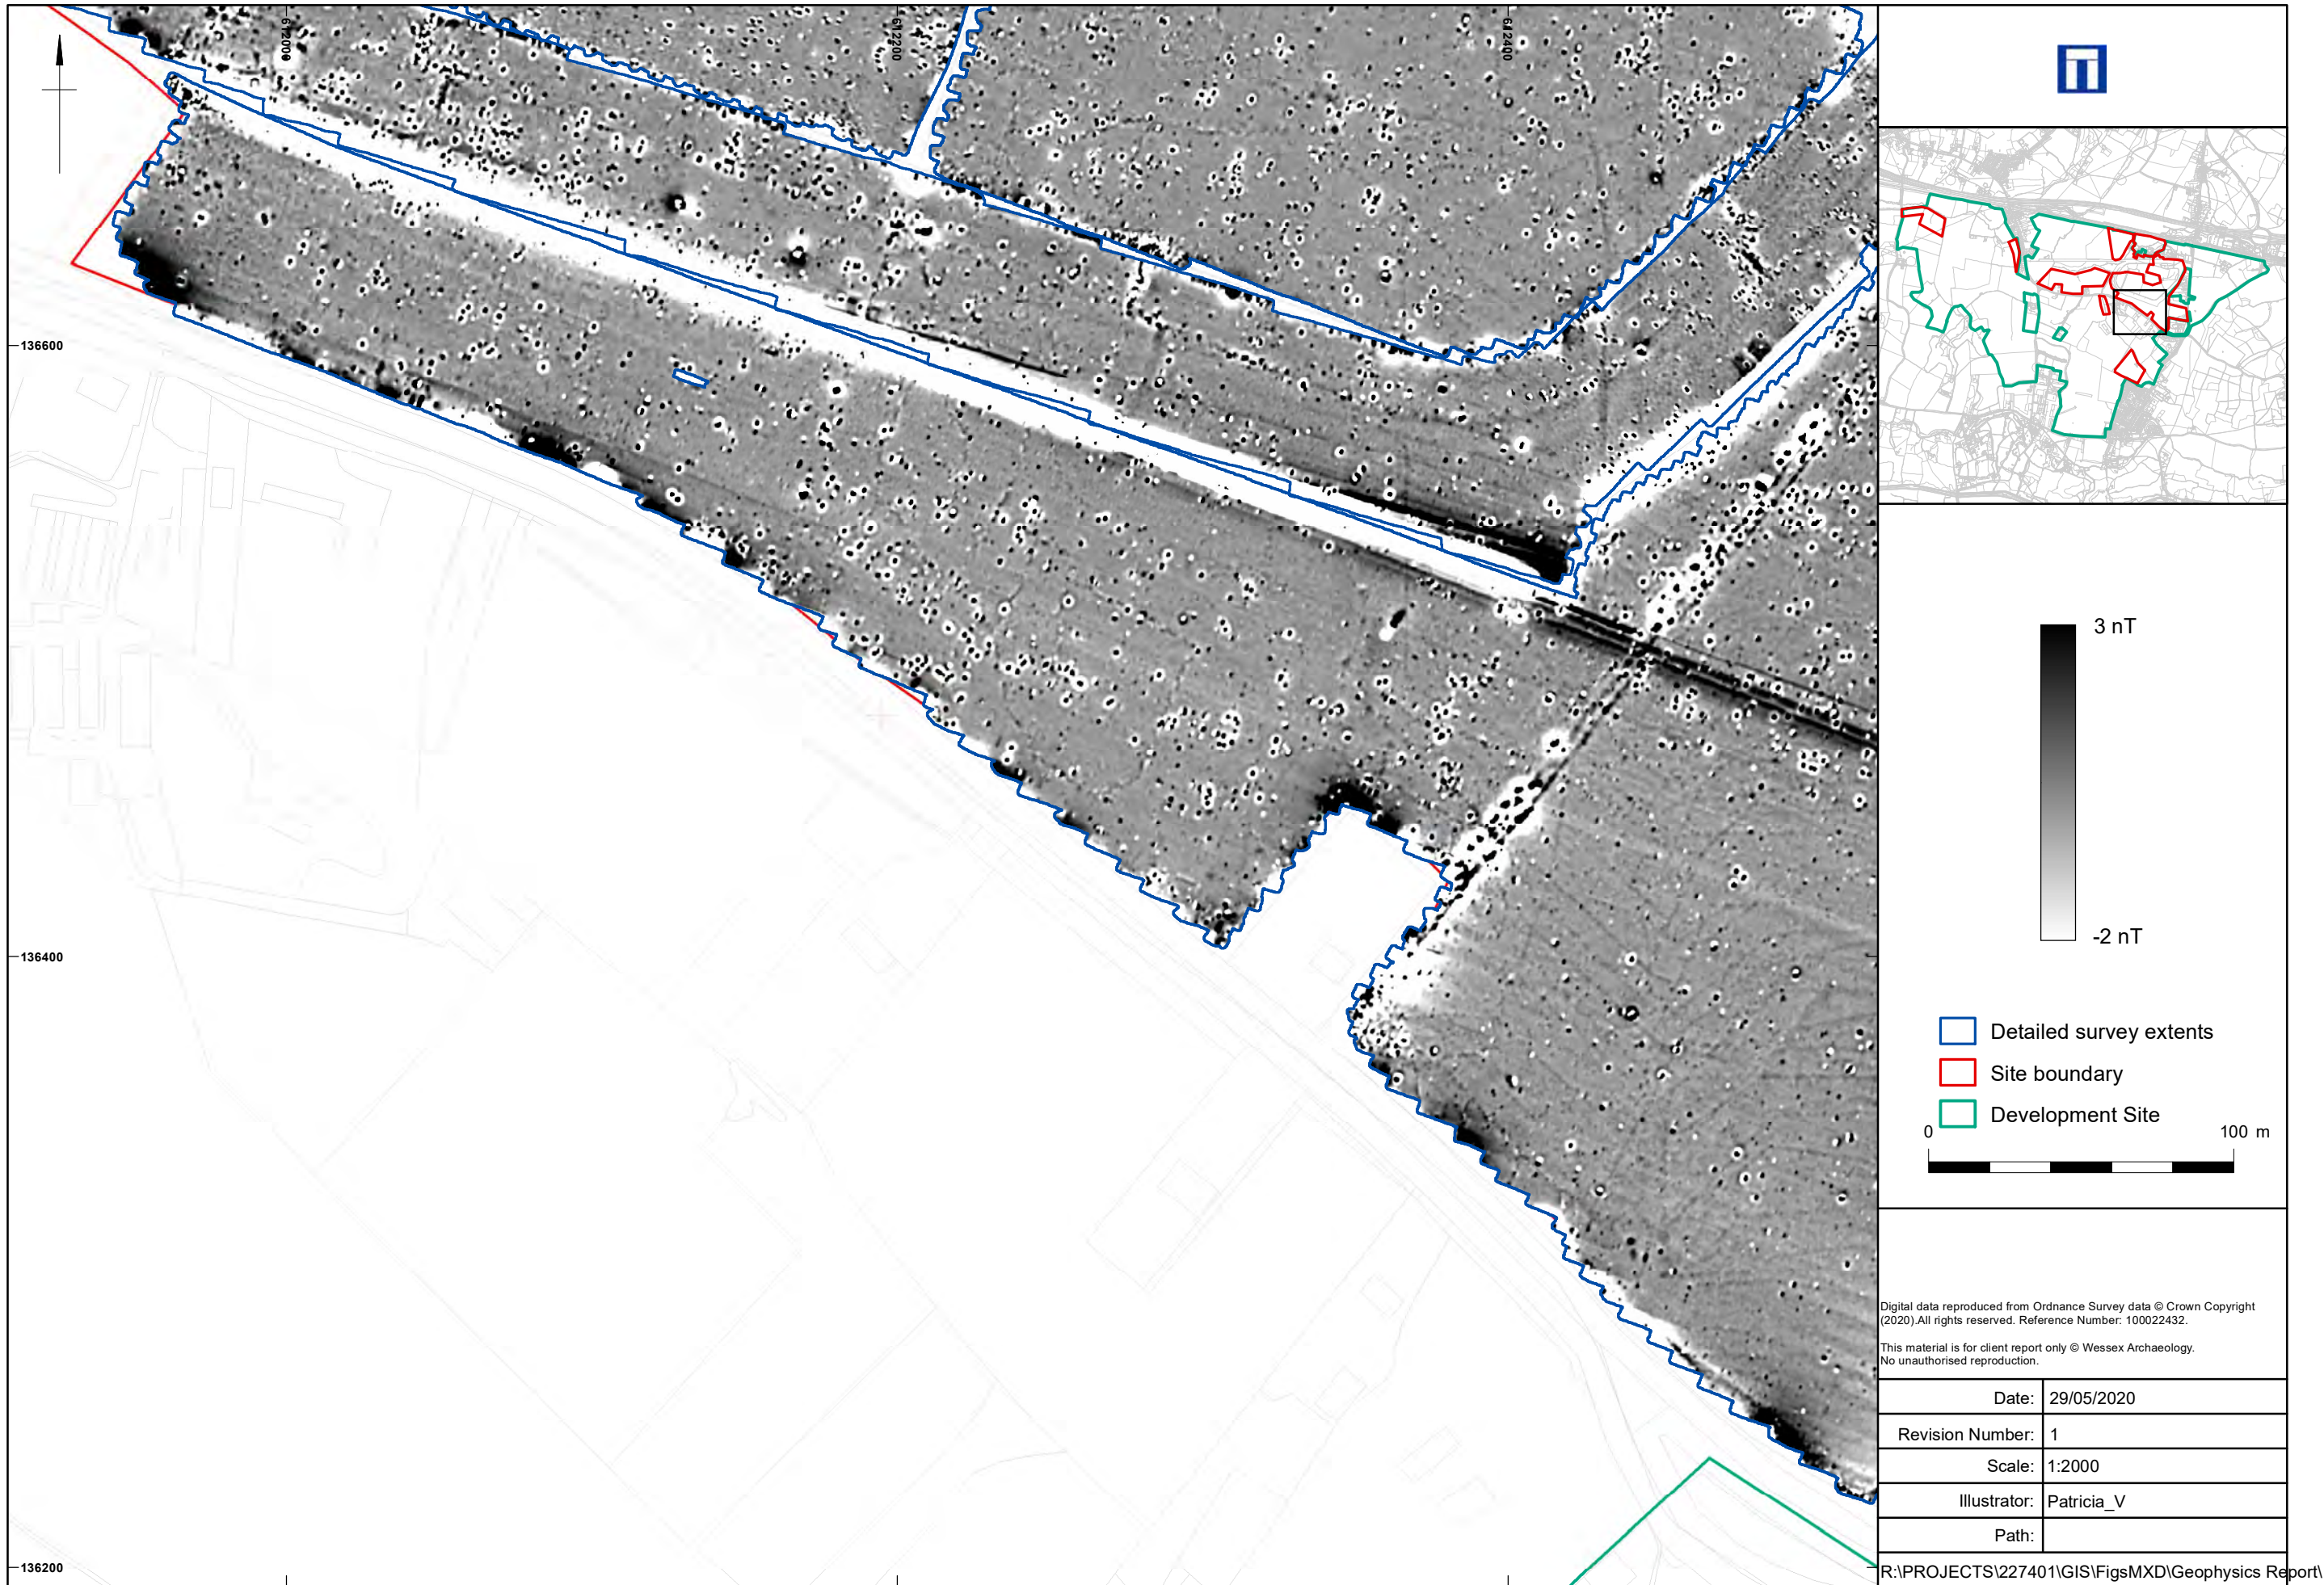 612000
612200
612400
136600
136400
136200
3 nT
-2 nT
Detailed survey extents
Site boundary
Development Site
0 100 m
Digital data reproduced from Ordnance Survey data © Crown Copyright
(2020).All rights reserved. Reference Number: 100022432.
This material is for client report only © Wessex Archaeology.
No unauthorised reproduction.
Date: 29/05/2020
Revision Number: 1
Scale: 1:2000
Illustrator: Patricia_V
Path:
R:\PROJECTS\227401\GIS\FigsMXD\Geophysics Report\